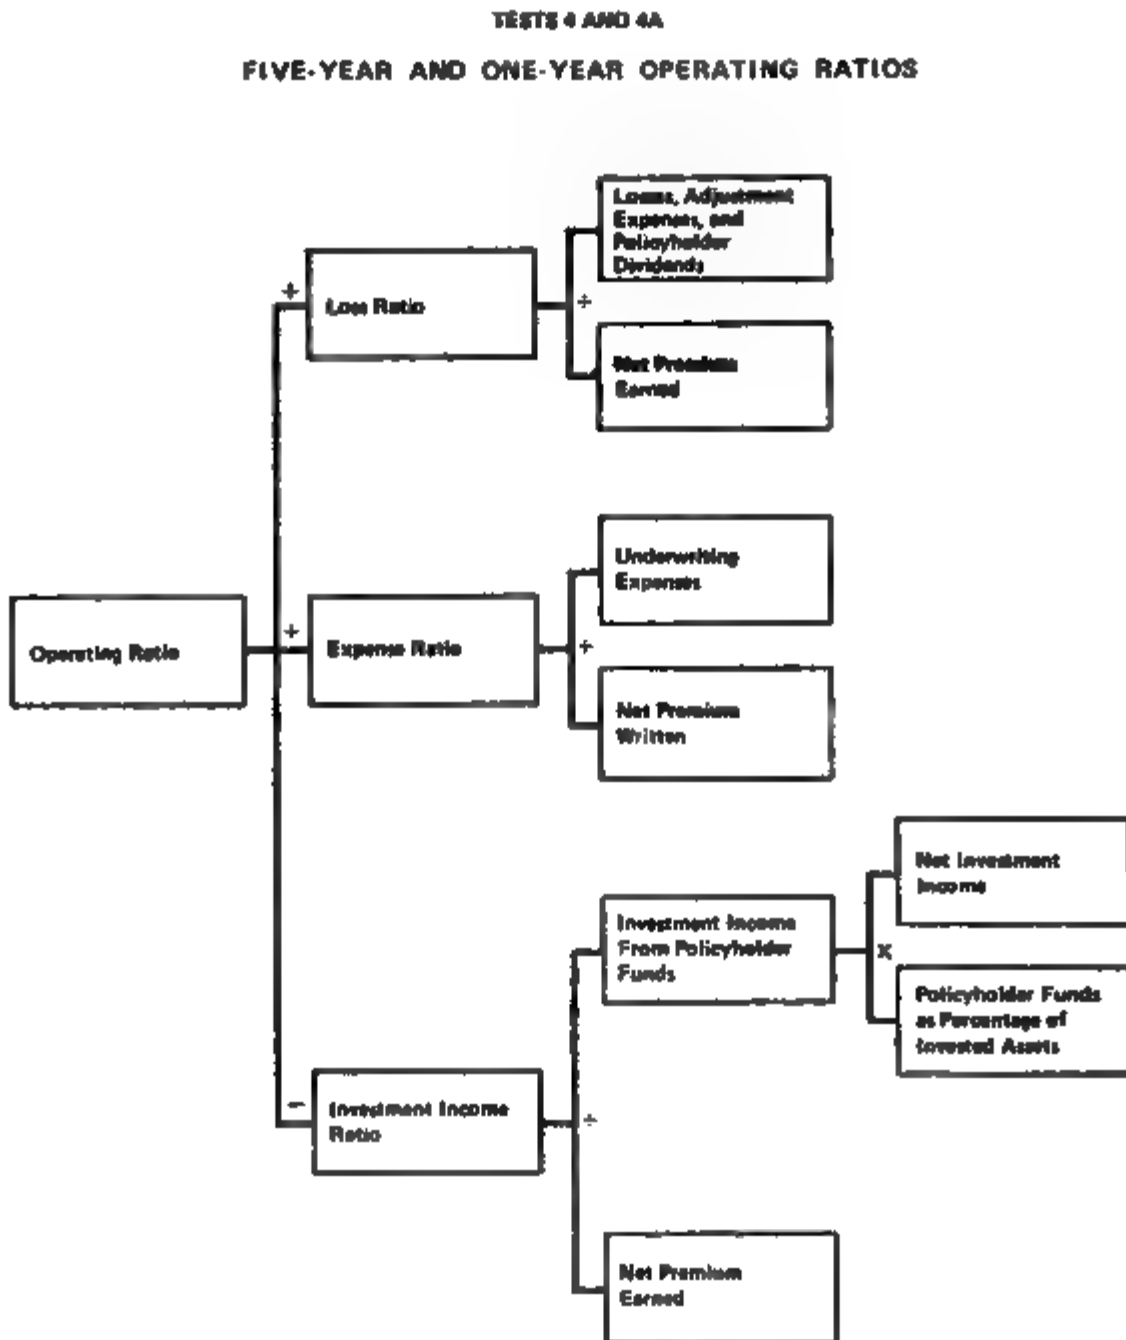 TESTS 4 AND 4A
FIVE-YEAR AND ONE-YEAR OPERATING RATIOS
Losses, Adjustment
Expenses, and
Policyholder
Dividends
+
Loss Ratio
÷
Net Premium
Earned
Underwriting
Expenses
+
Operating Ratio
Expense Ratio
÷
Net Premium
Written
Net Investment
Income
Investment Income
From Policyholder
Funds
x
Policyholder Funds
as Percentage of
Invested Assets
−
Investment Income
Ratio
÷
Net Premium
Earned